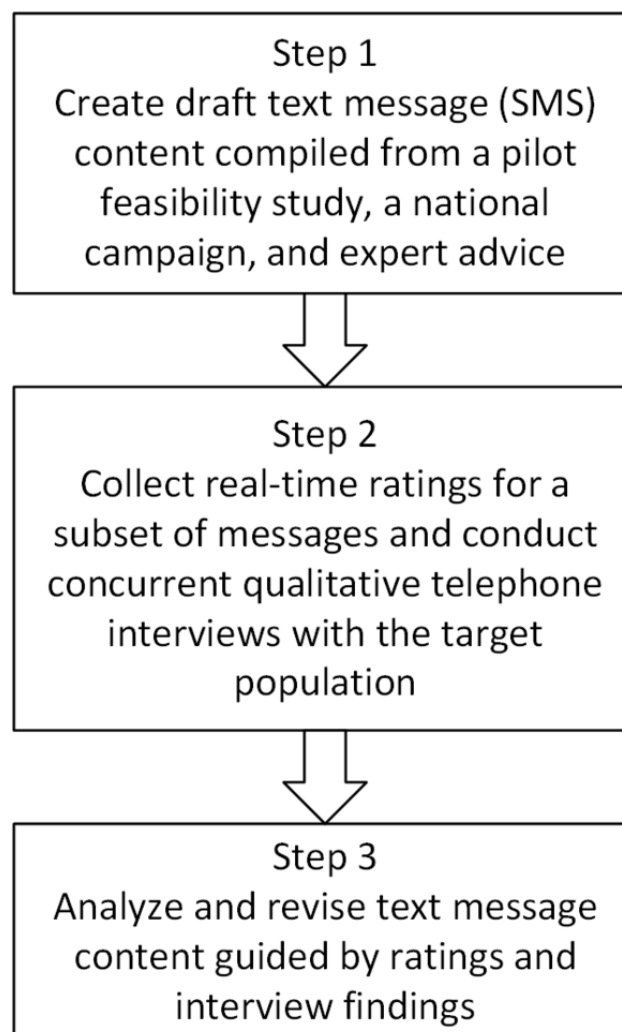 Step 1
Create draft text message (SMS)
content compiled from a pilot
feasibility study, a national
campaign, and expert advice
Step 2
Collect real-time ratings for a
subset of messages and conduct
concurrent qualitative telephone
interviews with the target
population
Step 3
Analyze and revise text message
content guided by ratings and
interview findings